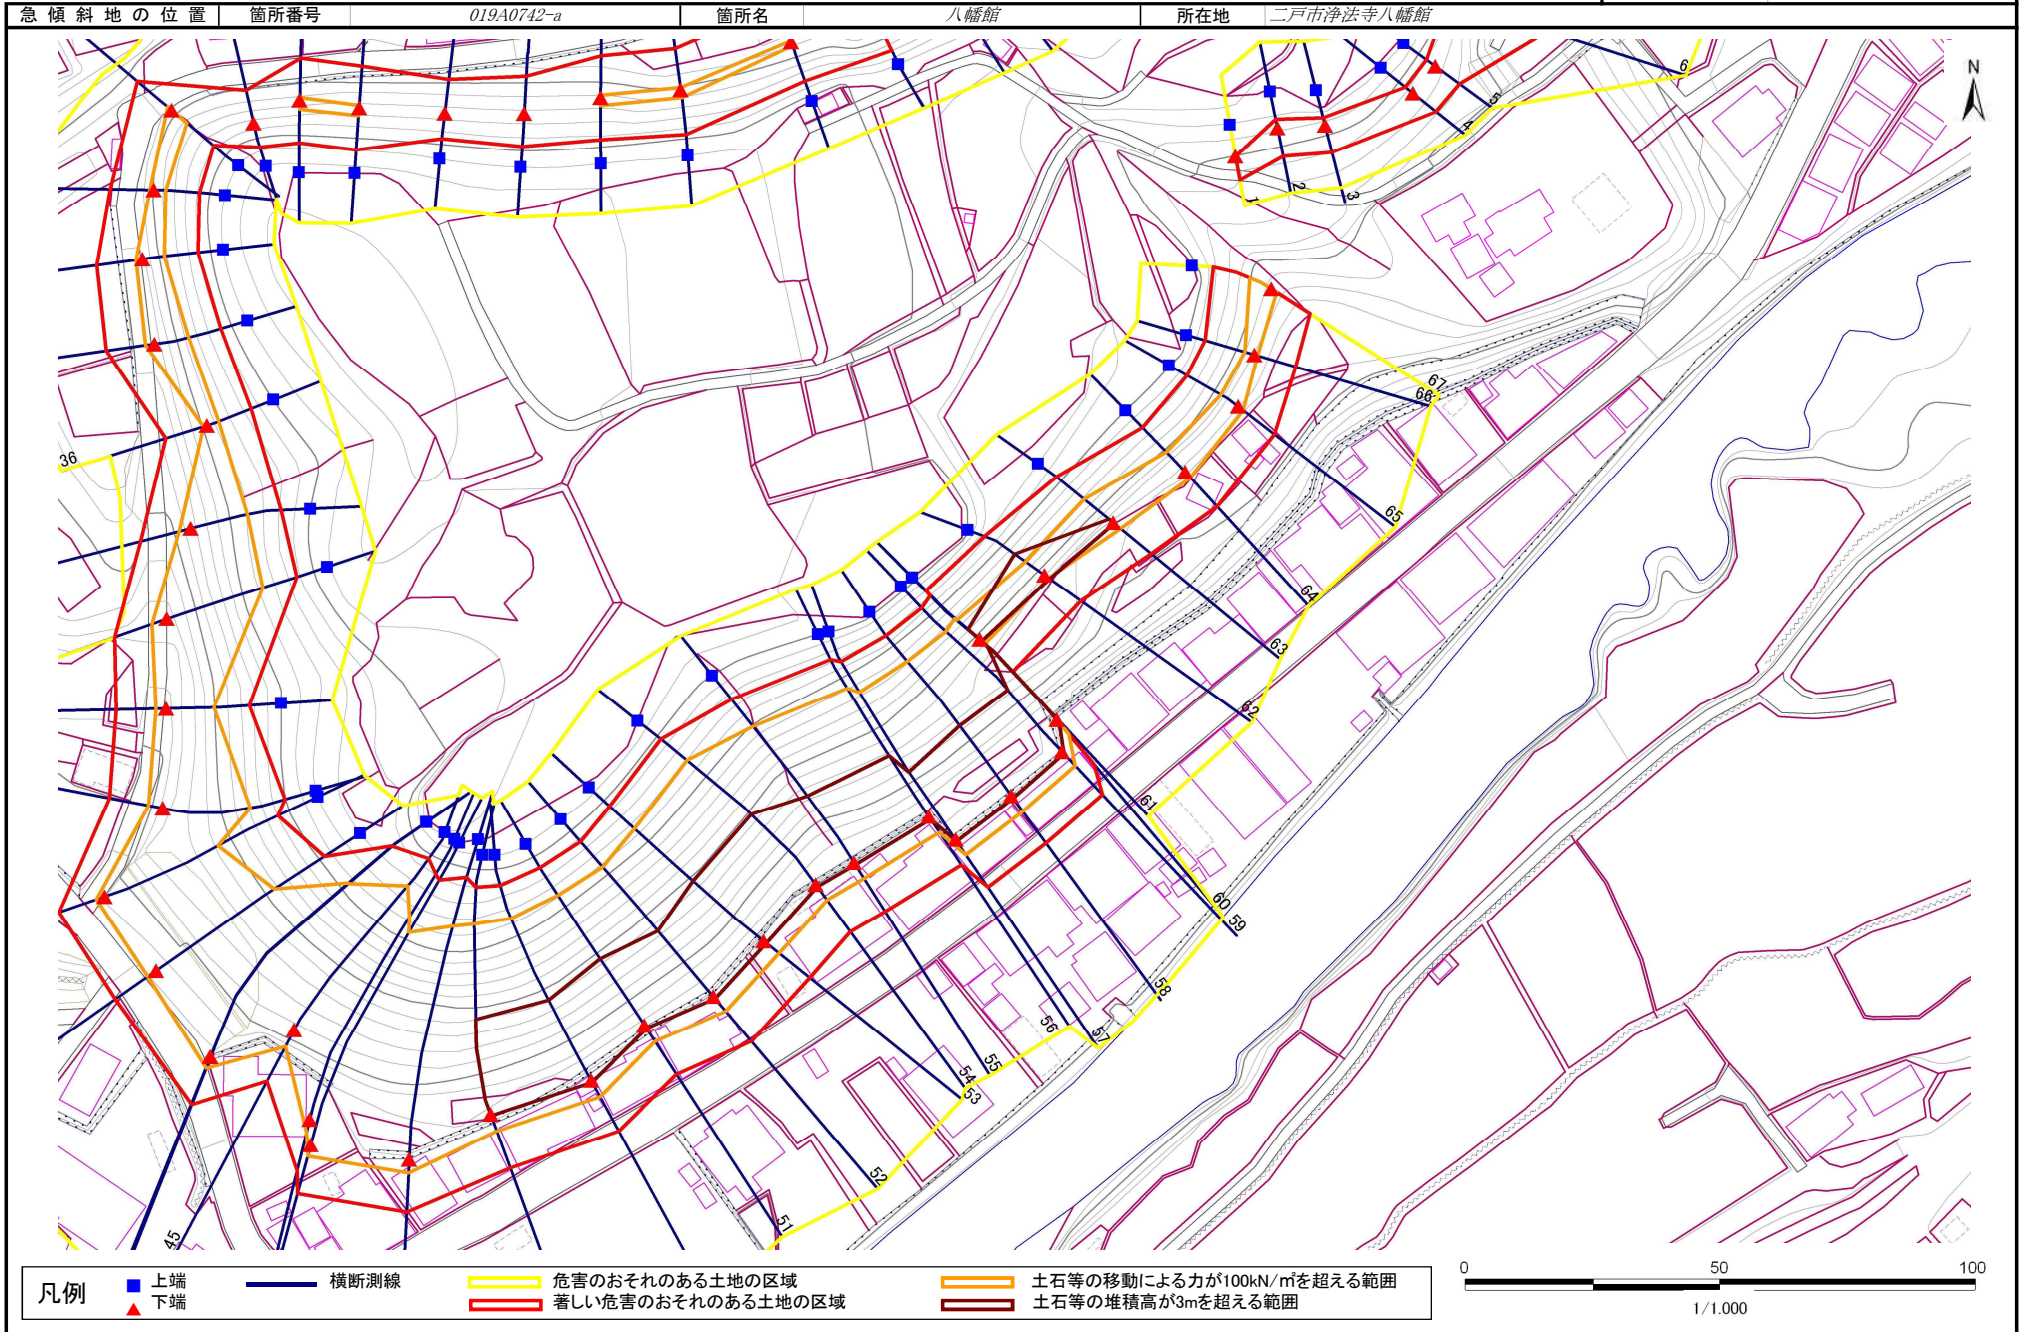 急傾斜地の位置 箇所番号 019A0742-a 箇所名 八幡館 所在地 二戸市浄法寺八幡館
N
6
5
4
3
2
1
36
67
66
65
64
63
62
61
60
59
58
57
56
55
54
53
52
51
45
凡例
上端
下端
横断測線
危害のおそれのある土地の区域
著しい危害のおそれのある土地の区域
土石等の移動による力が100kN/㎡を超える範囲
土石等の堆積高が3mを超える範囲
0 50 100
1/1.000